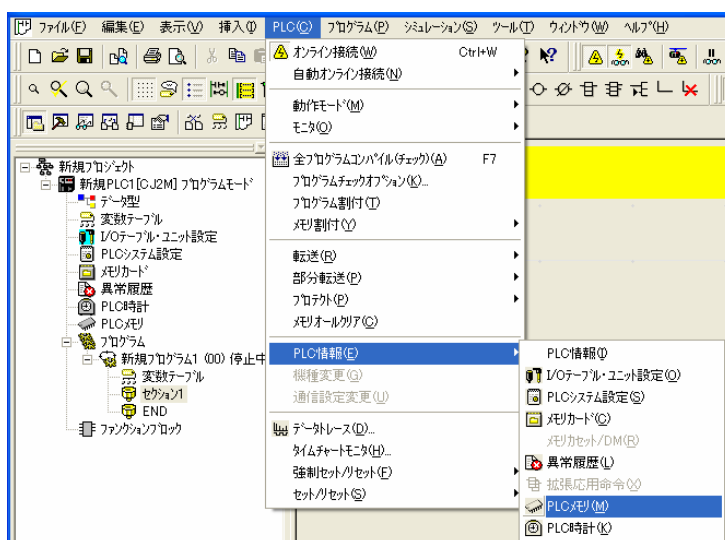 ファイル(F) 編集(E) 表示(V) 挿入(I) PLC(C) プログラム(P) シミュレーション(S) ツール(T) ウィンドウ(W) ヘルプ(H)
オンライン接続(W) Ctrl+W
自動オンライン接続(N)
動作モード(M)
モニタ(O)
全プログラムコンパイル(チェック)(A) F7
プログラムチェックオプション(K)...
プログラム割付(T)
メモリ割付(Y)
転送(R)
部分転送(P)
プロテクト(P)
メモリオールクリア(C)
PLC情報(E)
機種変更(G)
通信設定変更(U)
データトレース(D)...
タイムチャートモニタ(H)...
強制セット/リセット(F)
セット/リセット(S)
新規プロジェクト
新規PLC1[CJ2M] プログラムモード
データ型
変数テーブル
I/Oテーブル・ユニット設定
PLCシステム設定
メモリカード
異常履歴
PLC時計
PLCメモリ
プログラム
新規プログラム1 (00) 停止中
変数テーブル
セクション1
END
ファンクションブロック
PLC情報(I)
I/Oテーブル・ユニット設定(O)
PLCシステム設定(S)
メモリカード(C)
メモリカセット/DM(R)
異常履歴(L)
拡張応用命令(X)
PLCメモリ(M)
PLC時計(K)